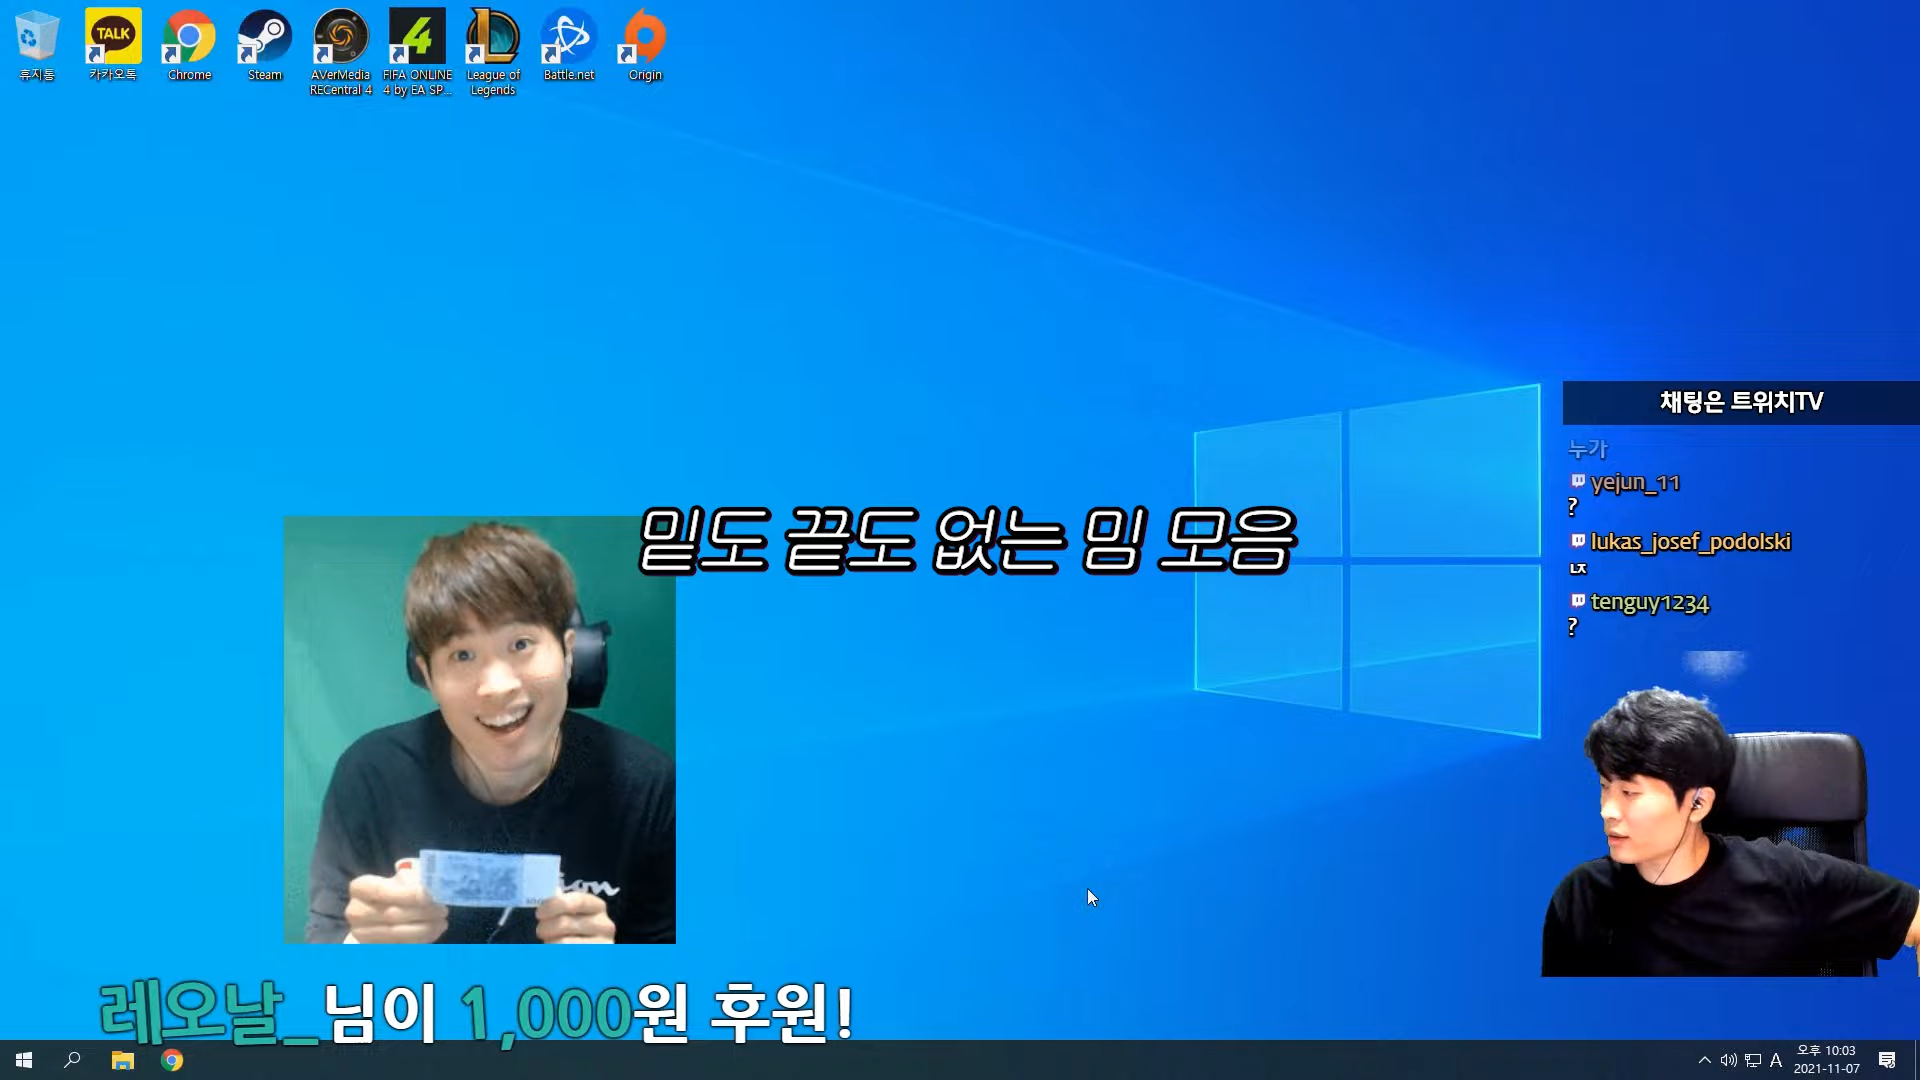 휴지통
TALK
카카오톡
Chrome
Steam
AVerMedia
RECentral 4
4
FIFA ONLINE
4 by EA SP...
League of
Legends
Battle.net
Origin
밑도 끝도 없는 밈 모음
채팅은 트위치TV
누가
yejun_11
?
lukas_josef_podolski
ㄴㅈ
tenguy1234
?
레오날_님이 1,000원 후원!
A
오후 10:03
2021-11-07